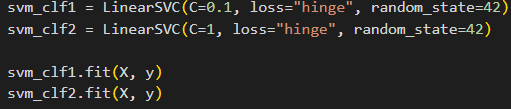 svm_clf1 = LinearSVC(C=0.1, loss="hinge", random_state=42)
svm_clf2 = LinearSVC(C=1, loss="hinge", random_state=42)
svm_clf1.fit(X, y)
svm_clf2.fit(X, y)